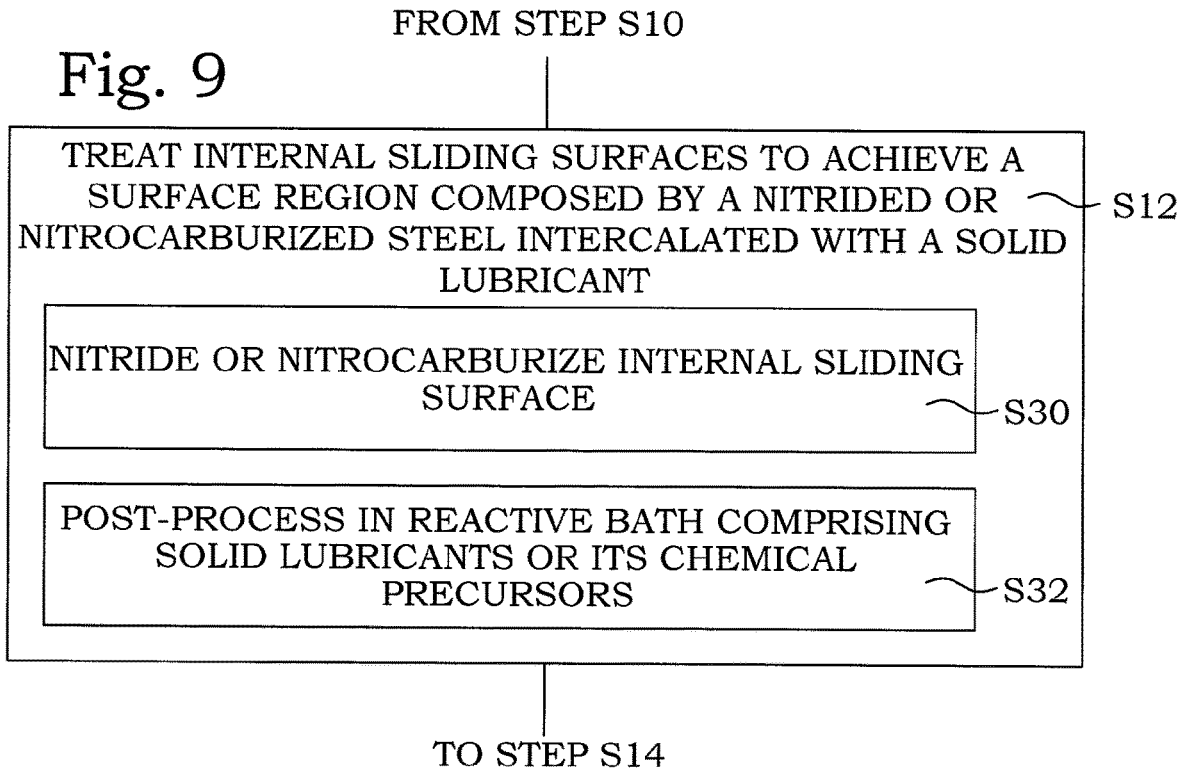 FROM STEP S10
Fig. 9
TREAT INTERNAL SLIDING SURFACES TO ACHIEVE A
SURFACE REGION COMPOSED BY A NITRIDED OR
S12
NITROCARBURIZED STEEL INTERCALATED WITH A SOLID
LUBRICANT
NITRIDE OR NITROCARBURIZE INTERNAL SLIDING
SURFACE
S30
POST-PROCESS IN REACTIVE BATH COMPRISING
SOLID LUBRICANTS OR ITS CHEMICAL
PRECURSORS
S32
TO STEP S14